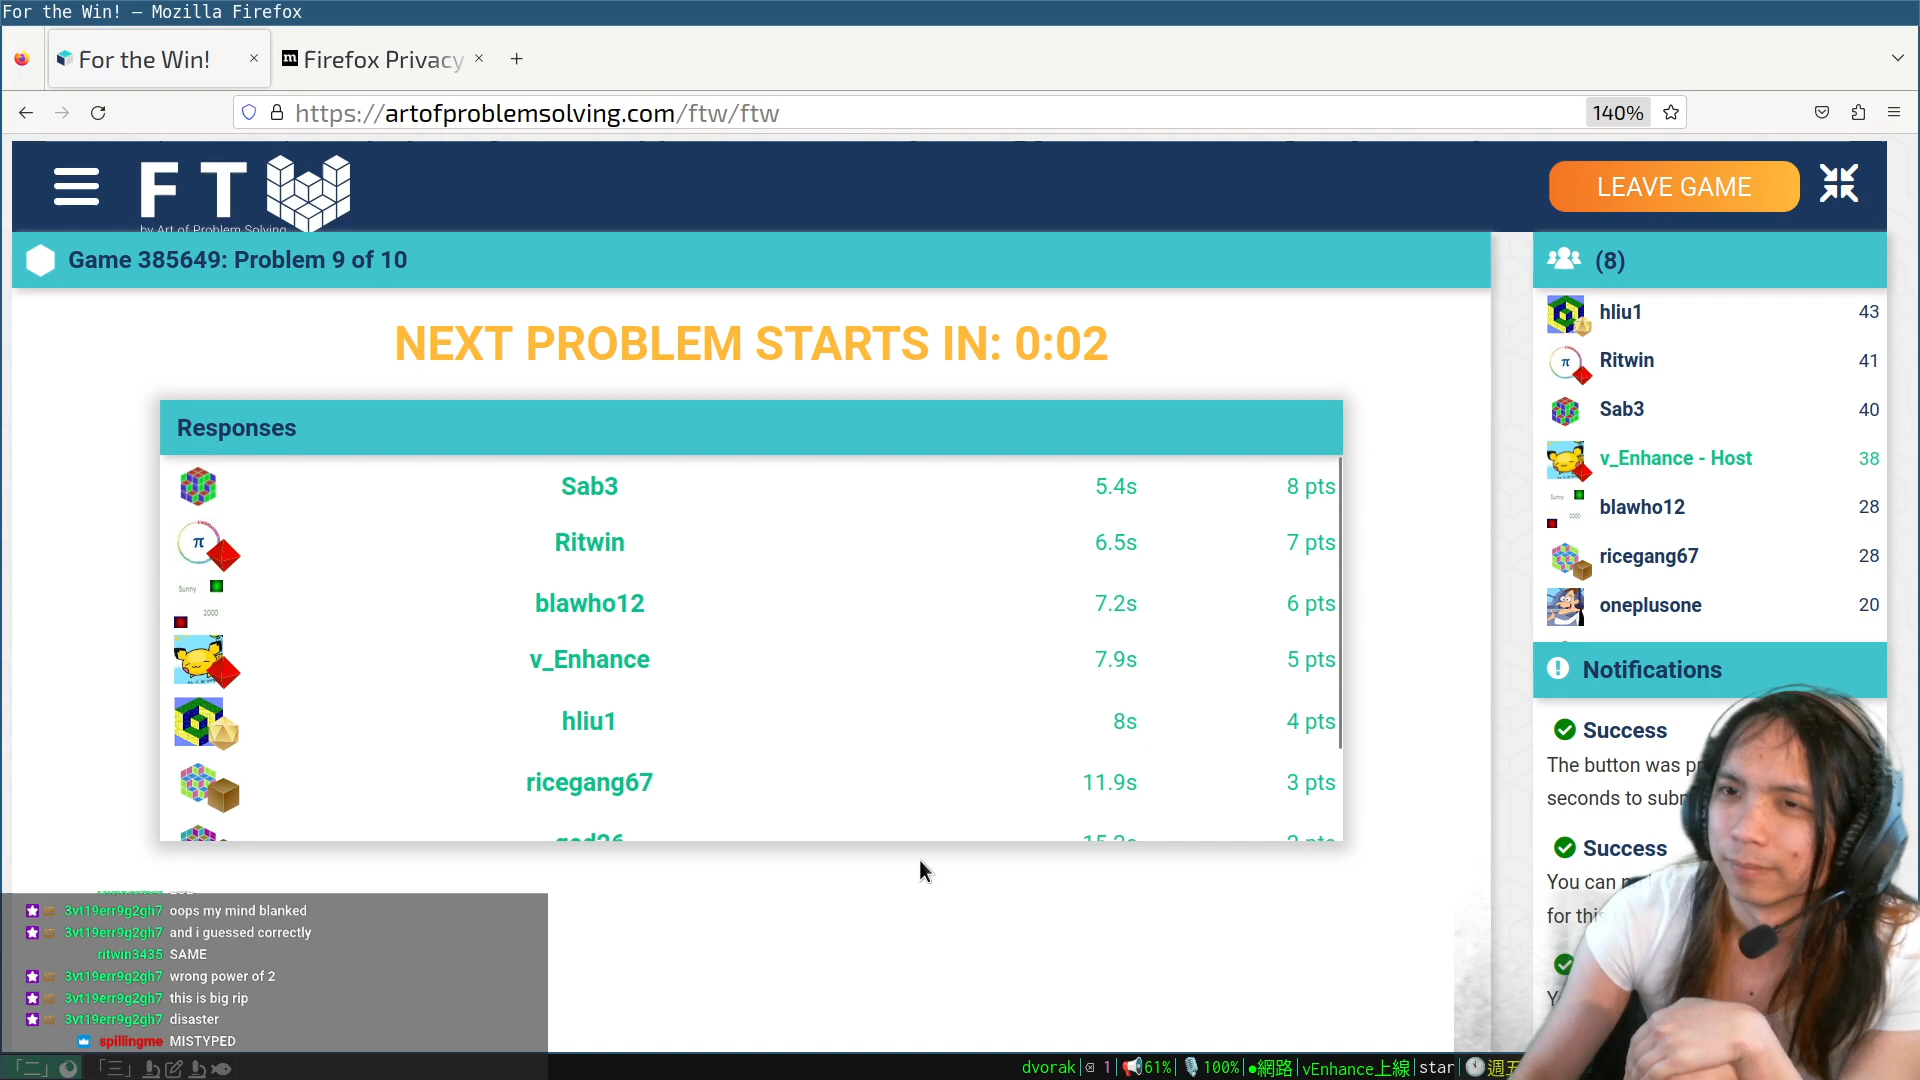 For the Win! — Mozilla Firefox
For the Win! × m Firefox Privacy × +
https://artofproblemsolving.com/ftw/ftw 140%
F T W LEAVE GAME
by Art of Problem Solving
Game 385649: Problem 9 of 10
(8)
NEXT PROBLEM STARTS IN: 0:02
Responses
Sab3 5.4s 8 pts
π Ritwin 6.5s 7 pts
Sunny
2000
blawho12 7.2s 6 pts
v_Enhance 7.9s 5 pts
hliu1 8s 4 pts
ricegang67 11.9s 3 pts
hliu1 43
π Ritwin 41
Sab3 40
v_Enhance - Host 38
Sunny
blawho12 28
ricegang67 28
oneplusone 20
Notifications
Success
The button was
seconds to
Success
You can
for
3vt19err9g2gh7 oops my mind blanked
3vt19err9g2gh7 and i guessed correctly
ritwin3435 SAME
3vt19err9g2gh7 wrong power of 2
3vt19err9g2gh7 this is big rip
3vt19err9g2gh7 disaster
spillingme MISTYPED
「二」 「三」 dvorak| 1 | 61%| 100%|●網路|vEnhance上線|star| 週五